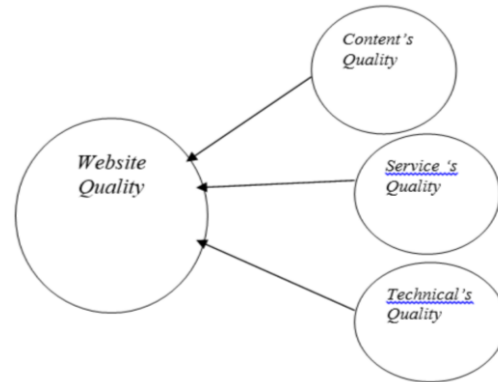 Content's
Quality
Website
Quality
Service 's
Quality
Technical's
Quality